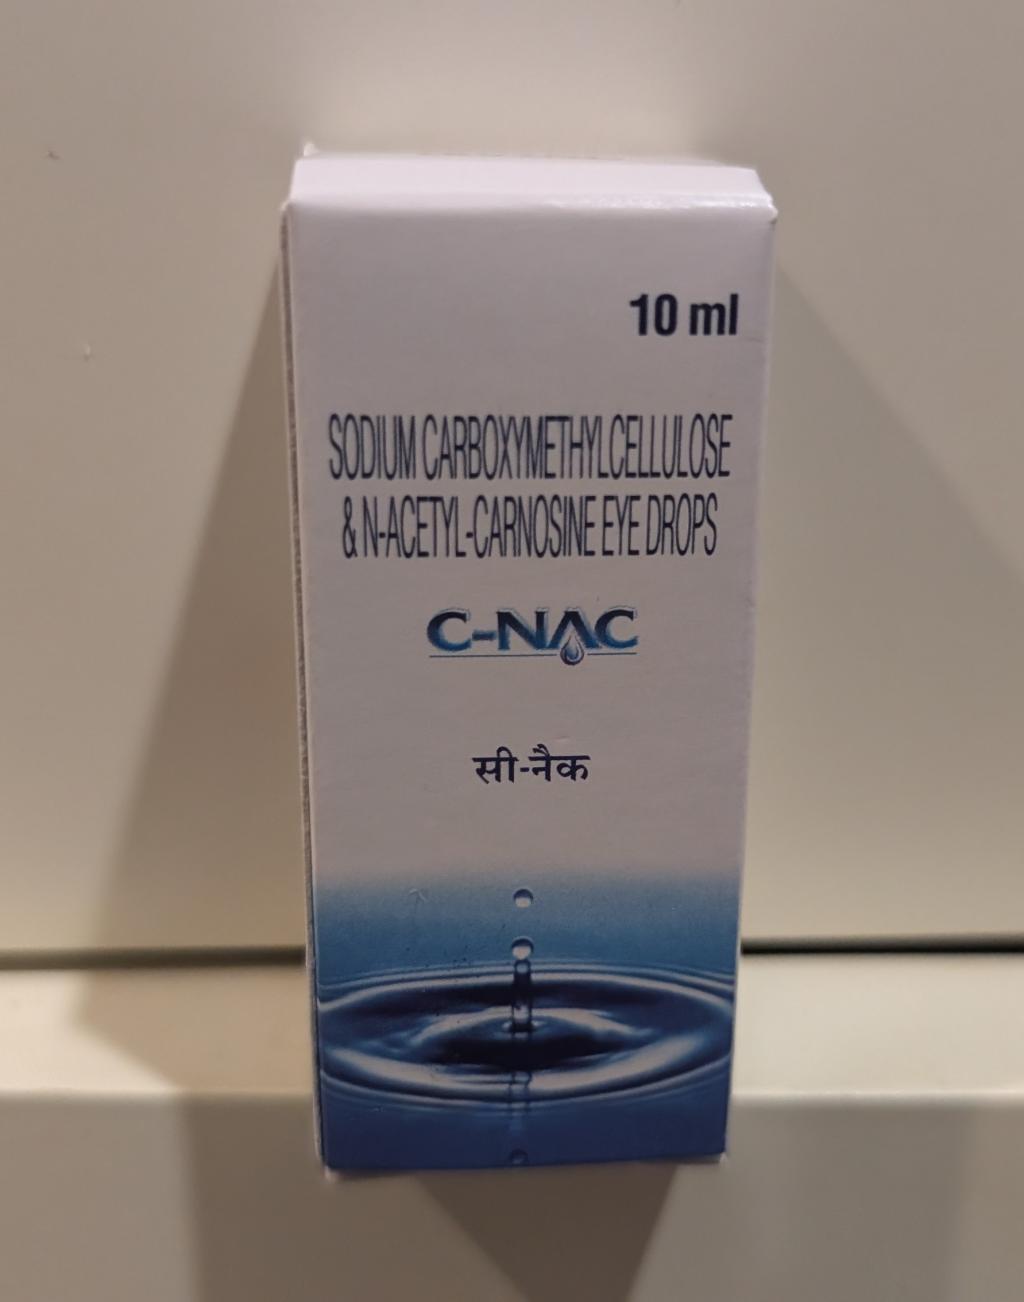 10 ml
SODIUM CARBOXYMETHYLCELLULOSE
& N-ACETYL-CARNOSINE EYE DROPS
C-NAC
सी-नैक